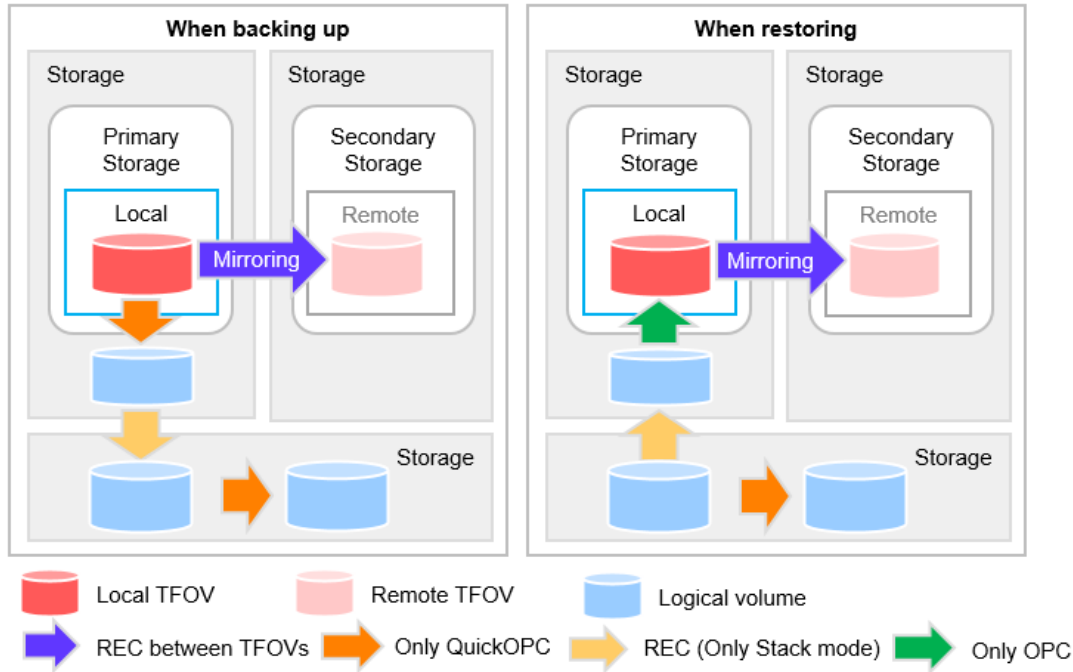 When backing up
Storage
Storage
Primary
Storage
Secondary
Storage
Local
Remote
Mirroring
Storage
When restoring
Storage
Storage
Primary
Storage
Secondary
Storage
Local
Remote
Mirroring
Storage
Local TFOV
Remote TFOV
Logical volume
REC between TFOVs
Only QuickOPC
REC (Only Stack mode)
Only OPC